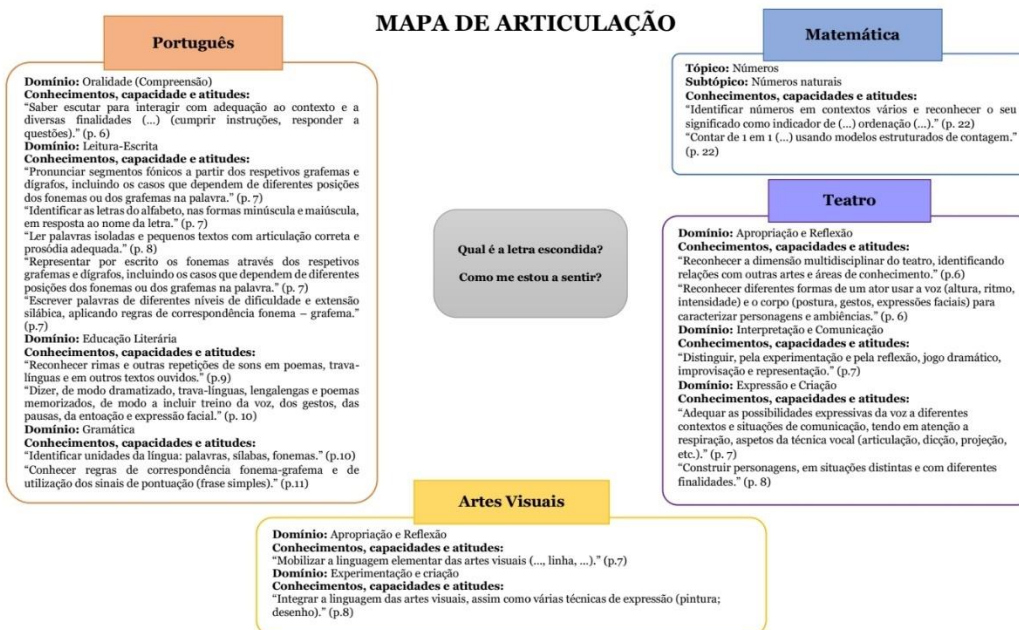 MAPA DE ARTICULAÇÃO
Português
Domínio: Oralidade (Compreensão)
Conhecimentos, capacidade e atitudes:
“Saber escutar para interagir com adequação ao contexto e a
diversas finalidades (...) (cumprir instruções, responder a
questões).” (p. 6)
Domínio: Leitura-Escrita
Conhecimentos, capacidade e atitudes:
“Pronunciar segmentos fónicos a partir dos respetivos grafemas e
dígrafos, incluindo os casos que dependem de diferentes posições
dos fonemas ou dos grafemas na palavra.” (p. 7)
“Identificar as letras do alfabeto, nas formas minúscula e maiúscula,
em resposta ao nome da letra.” (p. 7)
“Ler palavras isoladas e pequenos textos com articulação correta e
prosódia adequada.” (p. 8)
“Representar por escrito os fonemas através dos respetivos
grafemas e dígrafos, incluindo os casos que dependem de diferentes
posições dos fonemas ou dos grafemas na palavra.” (p. 7)
“Escrever palavras de diferentes níveis de dificuldade e extensão
silábica, aplicando regras de correspondência fonema – grafema.”
(p.7)
Domínio: Educação Literária
Conhecimentos, capacidade e atitudes:
“Reconhecer rimas e outras repetições de sons em poemas, trava-
línguas e em outros textos ouvidos.” (p.9)
“Dizer, de modo dramatizado, trava-línguas, lengalengas e poemas
memorizados, de modo a incluir treino da voz, dos gestos, das
pausas, da entoação e expressão facial.” (p. 10)
Domínio: Gramática
Conhecimentos, capacidade e atitudes:
“Identificar unidades da língua: palavras, sílabas, fonemas.” (p.10)
“Conhecer regras de correspondência fonema-grafema e de
utilização dos sinais de pontuação (frase simples).” (p.11)
Qual é a letra escondida?
Como me estou a sentir?
Matemática
Tópico: Números
Subtópico: Números naturais
Conhecimentos, capacidades e atitudes:
“Identificar números em contextos vários e reconhecer o seu
significado como indicador de (...) ordenação (...).” (p. 22)
“Contar de 1 em 1 (...) usando modelos estruturados de contagem.”
(p. 22)
Teatro
Domínio: Apropriação e Reflexão
Conhecimentos, capacidades e atitudes:
“Reconhecer a dimensão multidisciplinar do teatro, identificando
relações com outras artes e áreas de conhecimento.” (p.6)
“Reconhecer diferentes formas de um ator usar a voz (altura, ritmo,
intensidade) e o corpo (postura, gestos, expressões faciais) para
caracterizar personagens e ambiências.” (p. 6)
Domínio: Interpretação e Comunicação
Conhecimentos, capacidades e atitudes:
“Distinguir, pela experimentação e pela reflexão, jogo dramático,
improvisação e representação.” (p.7)
Domínio: Expressão e Criação
Conhecimentos, capacidades e atitudes:
“Adequar as possibilidades expressivas da voz a diferentes
contextos e situações de comunicação, tendo em atenção a
respiração, aspetos da técnica vocal (articulação, dicção, projeção,
etc.).” (p. 7)
“Construir personagens, em situações distintas e com diferentes
finalidades.” (p. 8)
Artes Visuais
Domínio: Apropriação e Reflexão
Conhecimentos, capacidades e atitudes:
“Mobilizar a linguagem elementar das artes visuais (..., linha, ...).” (p.7)
Domínio: Experimentação e criação
Conhecimentos, capacidades e atitudes:
“Integrar a linguagem das artes visuais, assim como várias técnicas de expressão (pintura;
desenho).” (p.8)